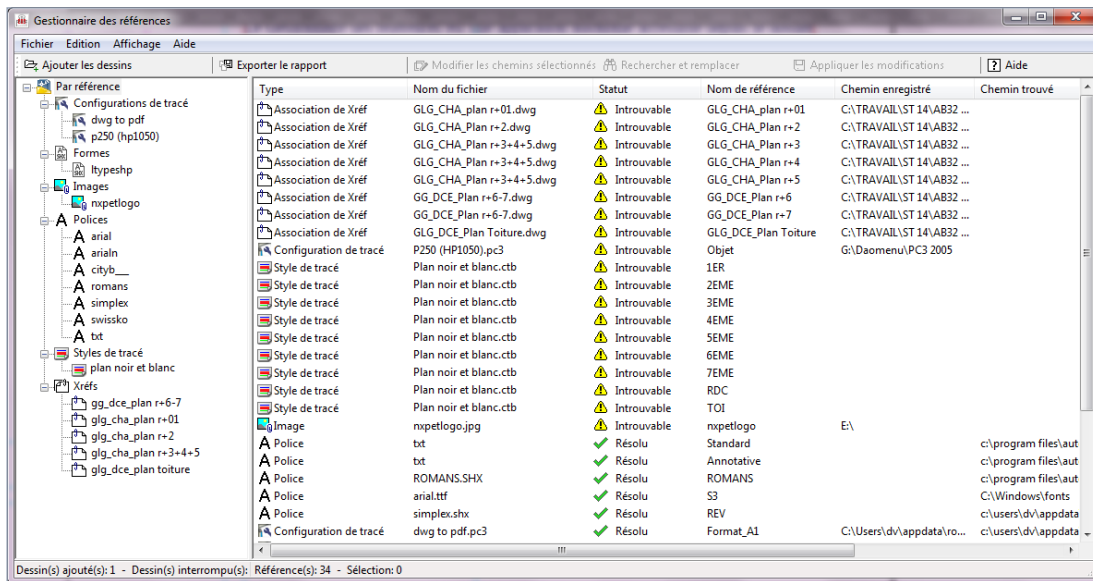 Gestionnaire des références
Fichier Edition Affichage Aide
Ajouter les dessins Exporter le rapport Modifier les chemins sélectionnés Rechercher et remplacer Appliquer les modifications Aide
Par référence
Configurations de tracé
dwg to pdf
p250 (hp1050)
Formes
ltypeshp
Images
nxpetlogo
Polices
arial
arialn
cityb___
romans
simplex
swissko
txt
Styles de tracé
plan noir et blanc
Xréfs
gg_dce_plan r+6-7
glg_cha_plan r+01
glg_cha_plan r+2
glg_cha_plan r+3+4+5
glg_dce_plan toiture
Type Nom du fichier Statut Nom de référence Chemin enregistré Chemin trouvé
Association de Xréf GLG_CHA_plan r+01.dwg Introuvable GLG_CHA_plan r+01 C:\TRAVAIL\ST 14\AB32 ...
Association de Xréf GLG_CHA_Plan r+2.dwg Introuvable GLG_CHA_Plan r+2 C:\TRAVAIL\ST 14\AB32 ...
Association de Xréf GLG_CHA_Plan r+3+4+5.dwg Introuvable GLG_CHA_Plan r+3 C:\TRAVAIL\ST 14\AB32 ...
Association de Xréf GLG_CHA_Plan r+3+4+5.dwg Introuvable GLG_CHA_Plan r+4 C:\TRAVAIL\ST 14\AB32 ...
Association de Xréf GLG_CHA_Plan r+3+4+5.dwg Introuvable GLG_CHA_Plan r+5 C:\TRAVAIL\ST 14\AB32 ...
Association de Xréf GG_DCE_Plan r+6-7.dwg Introuvable GG_DCE_Plan r+6 C:\TRAVAIL\ST 14\AB32 ...
Association de Xréf GG_DCE_Plan r+6-7.dwg Introuvable GG_DCE_Plan r+7 C:\TRAVAIL\ST 14\AB32 ...
Association de Xréf GLG_DCE_Plan Toiture.dwg Introuvable GLG_DCE_Plan Toiture C:\TRAVAIL\ST 14\AB32 ...
Configuration de tracé P250 (HP1050).pc3 Introuvable Objet G:\Daomenu\PC3 2005
Style de tracé Plan noir et blanc.ctb Introuvable 1ER
Style de tracé Plan noir et blanc.ctb Introuvable 2EME
Style de tracé Plan noir et blanc.ctb Introuvable 3EME
Style de tracé Plan noir et blanc.ctb Introuvable 4EME
Style de tracé Plan noir et blanc.ctb Introuvable 5EME
Style de tracé Plan noir et blanc.ctb Introuvable 6EME
Style de tracé Plan noir et blanc.ctb Introuvable 7EME
Style de tracé Plan noir et blanc.ctb Introuvable RDC
Style de tracé Plan noir et blanc.ctb Introuvable TOI
Image nxpetlogo.jpg Introuvable nxpetlogo E:\
Police txt Résolu Standard c:\program files\aut
Police txt Résolu Annotative c:\program files\aut
Police ROMANS.SHX Résolu ROMANS c:\program files\aut
Police arial.ttf Résolu S3 C:\Windows\fonts
Police simplex.shx Résolu REV c:\users\dv\appdata
Configuration de tracé dwg to pdf.pc3 Résolu Format_A1 C:\Users\dv\appdata\ro... c:\users\dv\appdata
Dessin(s) ajouté(s): 1 - Dessin(s) interrompu(s): Référence(s): 34 - Sélection: 0